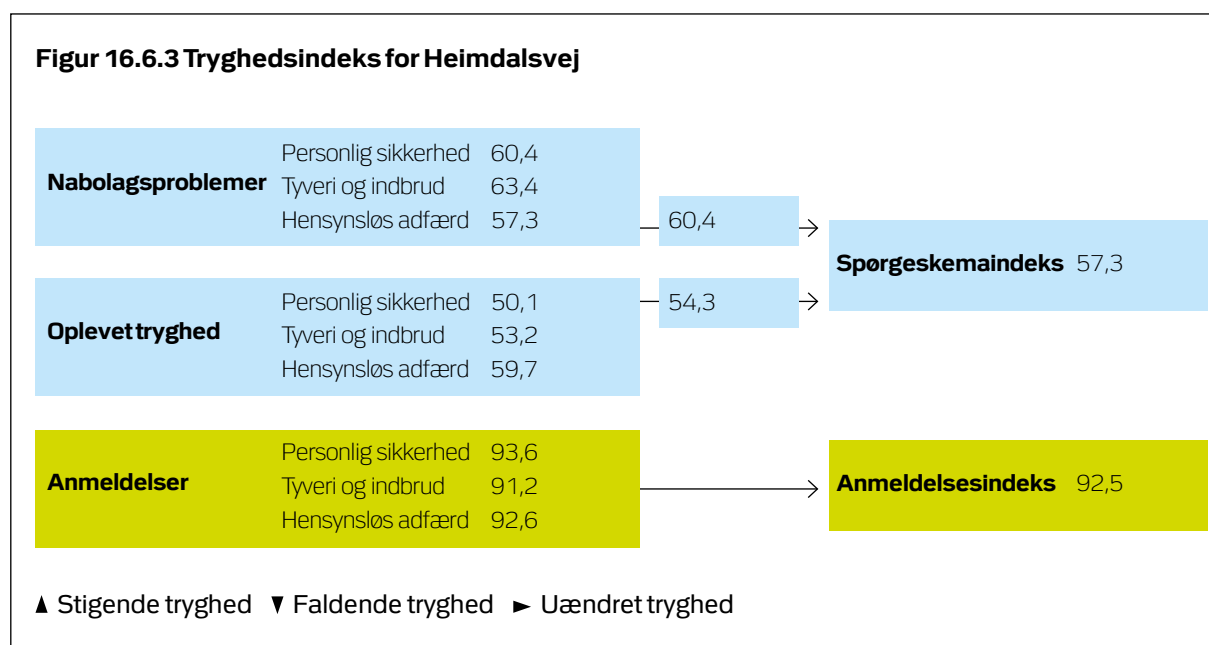 Figur 16.6.3 Tryghedsindeks for Heimdalsvej
Nabolagsproblemer
Personlig sikkerhed 60,4
Tyveri og indbrud 63,4
Hensynsløs adfærd 57,3
60,4
Oplevet tryghed
Personlig sikkerhed 50,1
Tyveri og indbrud 53,2
Hensynsløs adfærd 59,7
54,3
Spørgeskemaindeks 57,3
Anmeldelser
Personlig sikkerhed 93,6
Tyveri og indbrud 91,2
Hensynsløs adfærd 92,6
Anmeldelsesindeks 92,5
▲ Stigende tryghed ▼ Faldende tryghed ► Uændret tryghed